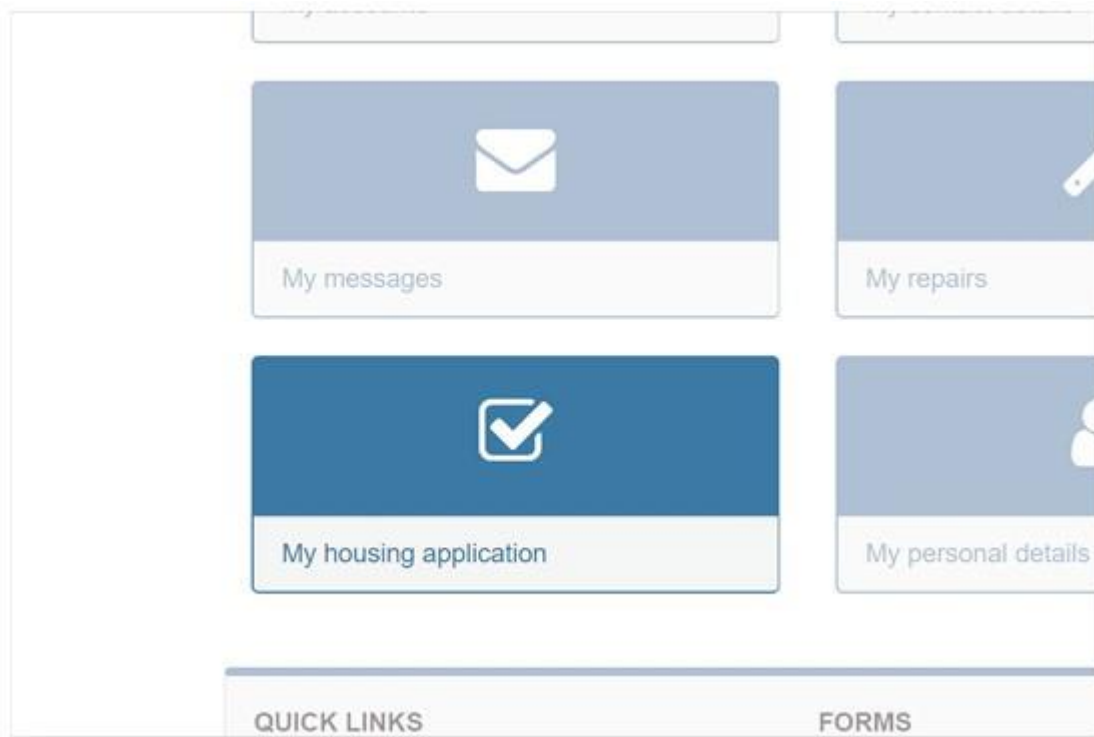 My messages
My repairs
My housing application
My personal details
QUICK LINKS
FORMS